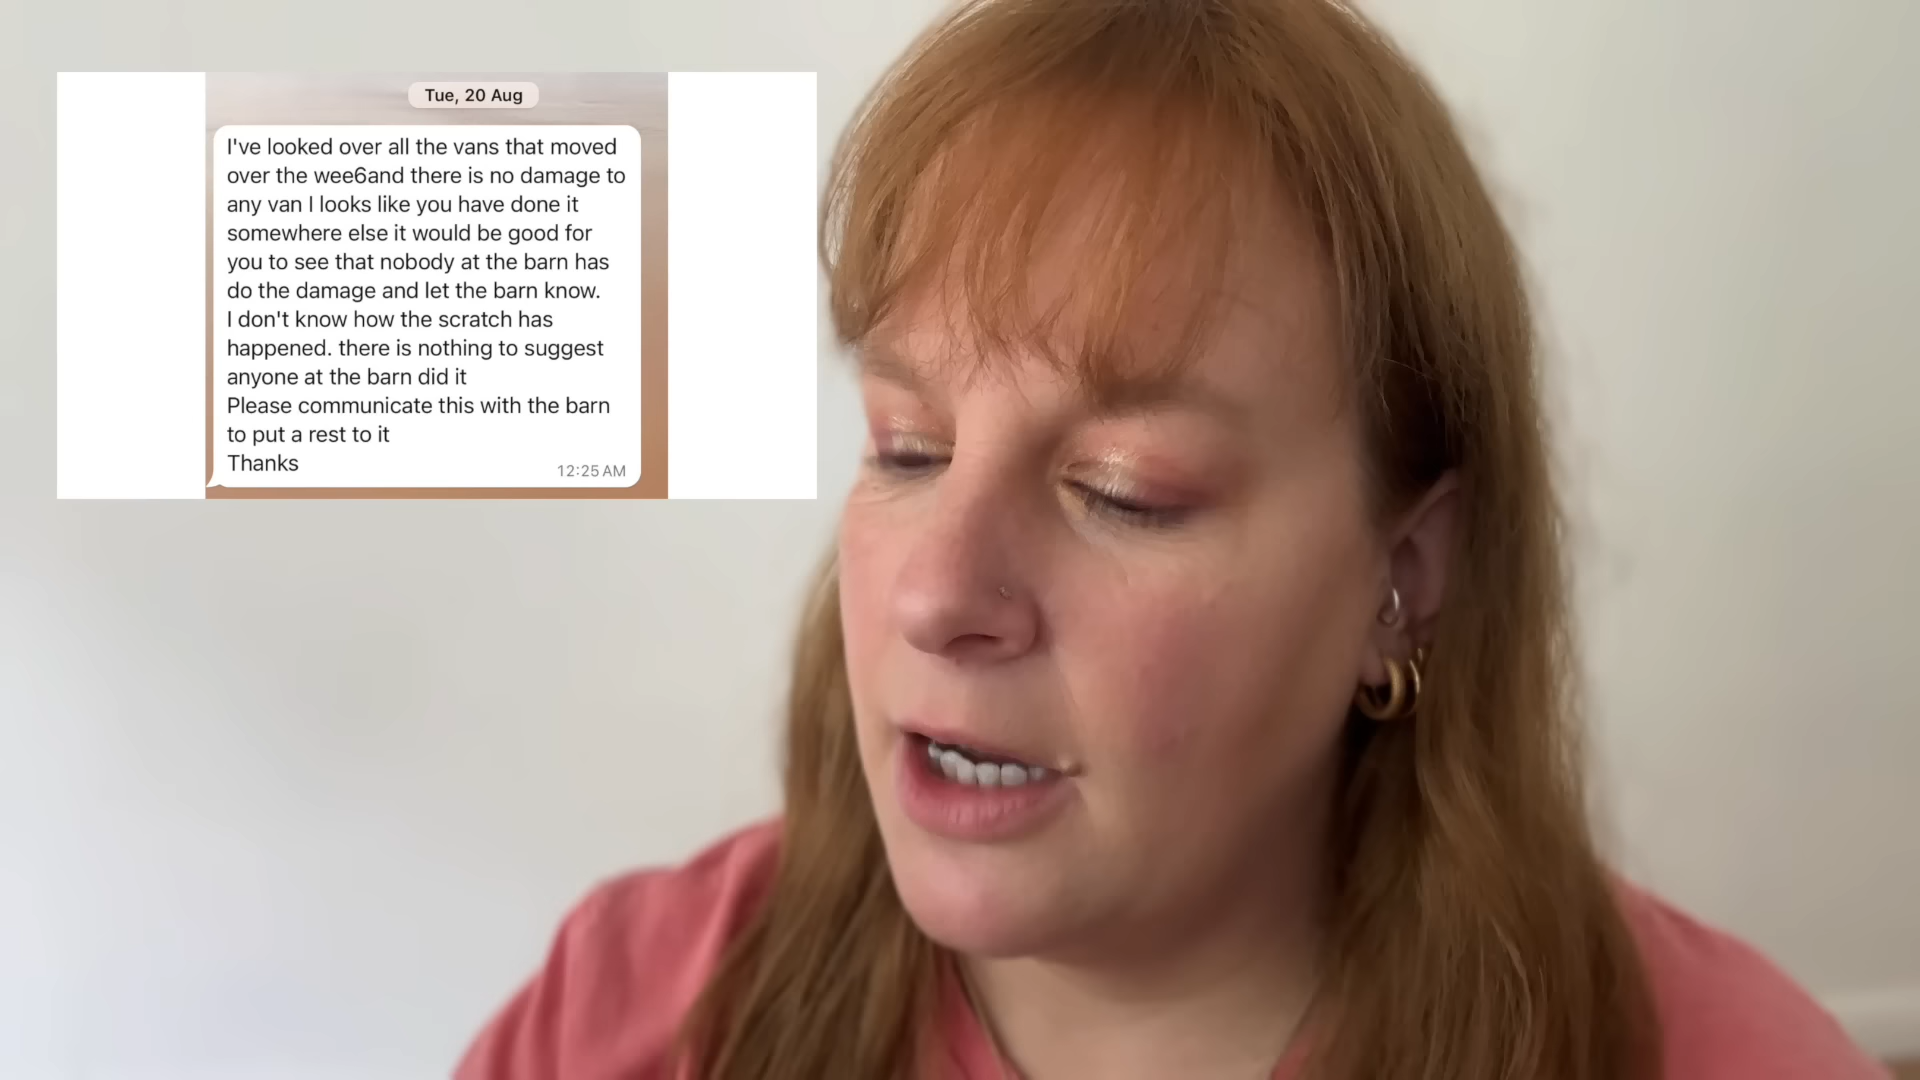 Tue, 20 Aug
I've looked over all the vans that moved
over the wee6and there is no damage to
any van I looks like you have done it
somewhere else it would be good for
you to see that nobody at the barn has
do the damage and let the barn know.
I don't know how the scratch has
happened. there is nothing to suggest
anyone at the barn did it
Please communicate this with the barn
to put a rest to it
Thanks
12:25 AM